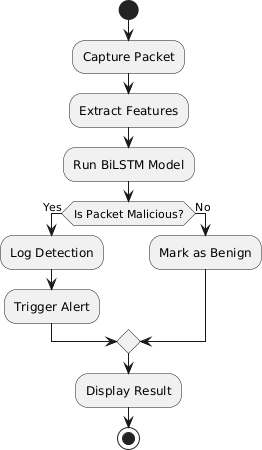 Capture Packet
Extract Features
Run BiLSTM Model
Yes
Is Packet Malicious?
No
Log Detection
Mark as Benign
Trigger Alert
Display Result